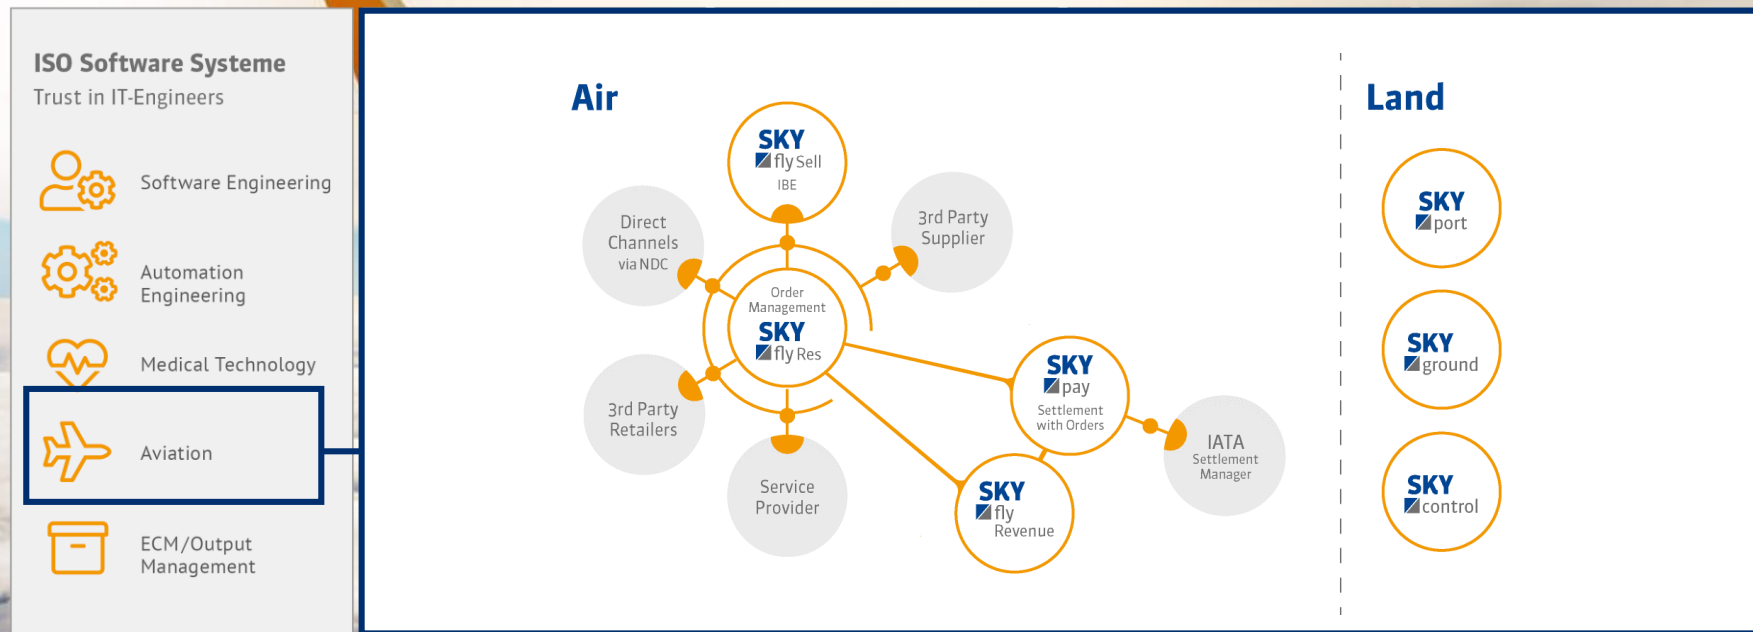 ISO Software Systeme
Trust in IT-Engineers
Software Engineering
Automation
Engineering
Medical Technology
Aviation
ECM/Output
Management
Air
SKY
fly Sell
IBE
Direct
Channels
via NDC
3rd Party
Supplier
Order
Management
SKY
fly Res
3rd Party
Retailers
Service
Provider
SKY
pay
Settlement
with Orders
SKY
fly
Revenue
IATA
Settlement
Manager
Land
SKY
port
SKY
ground
SKY
control